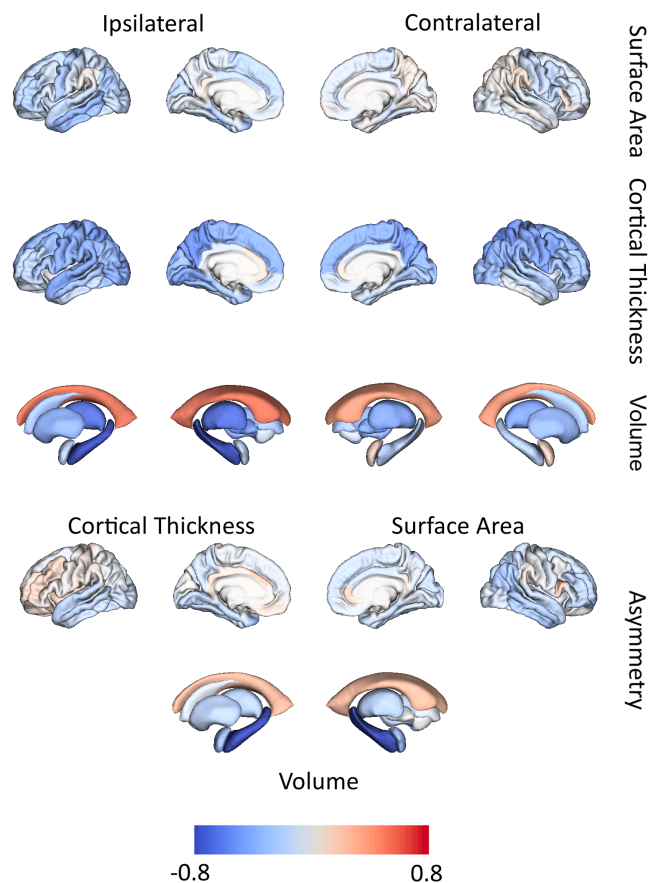 Ipsilateral
Contralateral
Surface Area
Cortical Thickness
Volume
Cortical Thickness
Surface Area
Asymmetry
Volume
-0.8
0.8